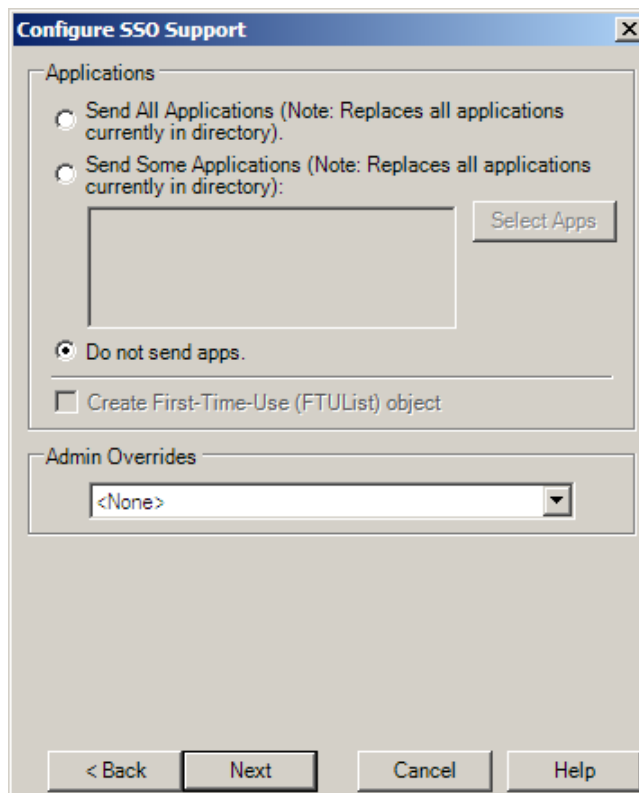 Configure SSO Support
Applications
Send All Applications (Note: Replaces all applications
currently in directory).
Send Some Applications (Note: Replaces all applications
currently in directory):
Select Apps
Do not send apps.
Create First-Time-Use (FTUList) object
Admin Overrides
<None>
< Back
Next
Cancel
Help